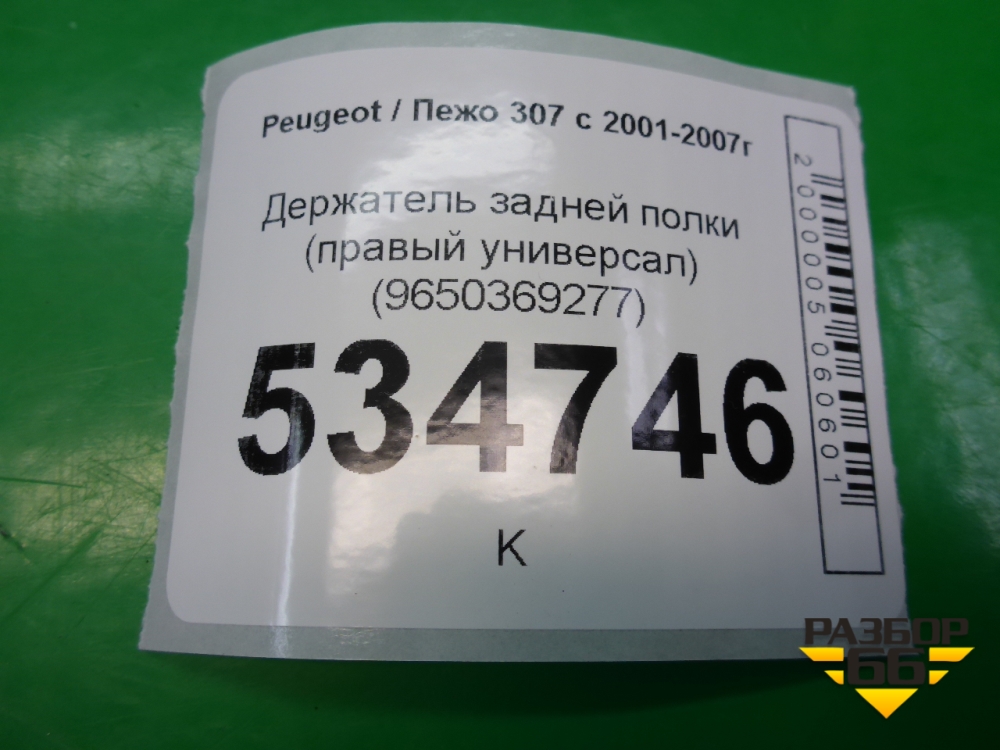 Peugeot / Пежо 307 с 2001-2007г
Держатель задней полки
(правый универсал)
(9650369277)
534746
К
2000005060601
РАЗБОР
66